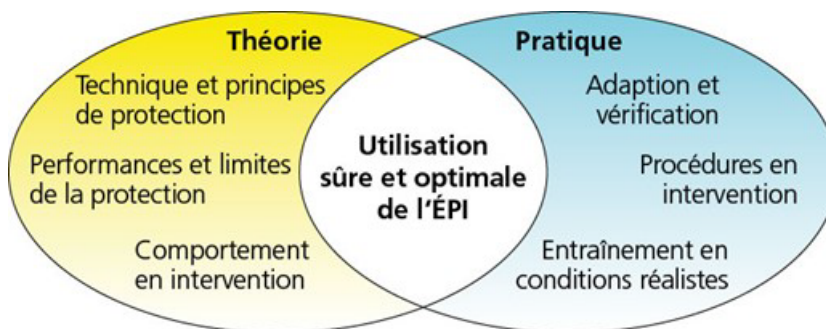 Théorie
Technique et principes
de protection
Performances et limites
de la protection
Comportement
en intervention
Utilisation
sûre et optimale
de l'ÉPI
Pratique
Adaption et
vérification
Procédures en
intervention
Entraînement en
conditions réalistes